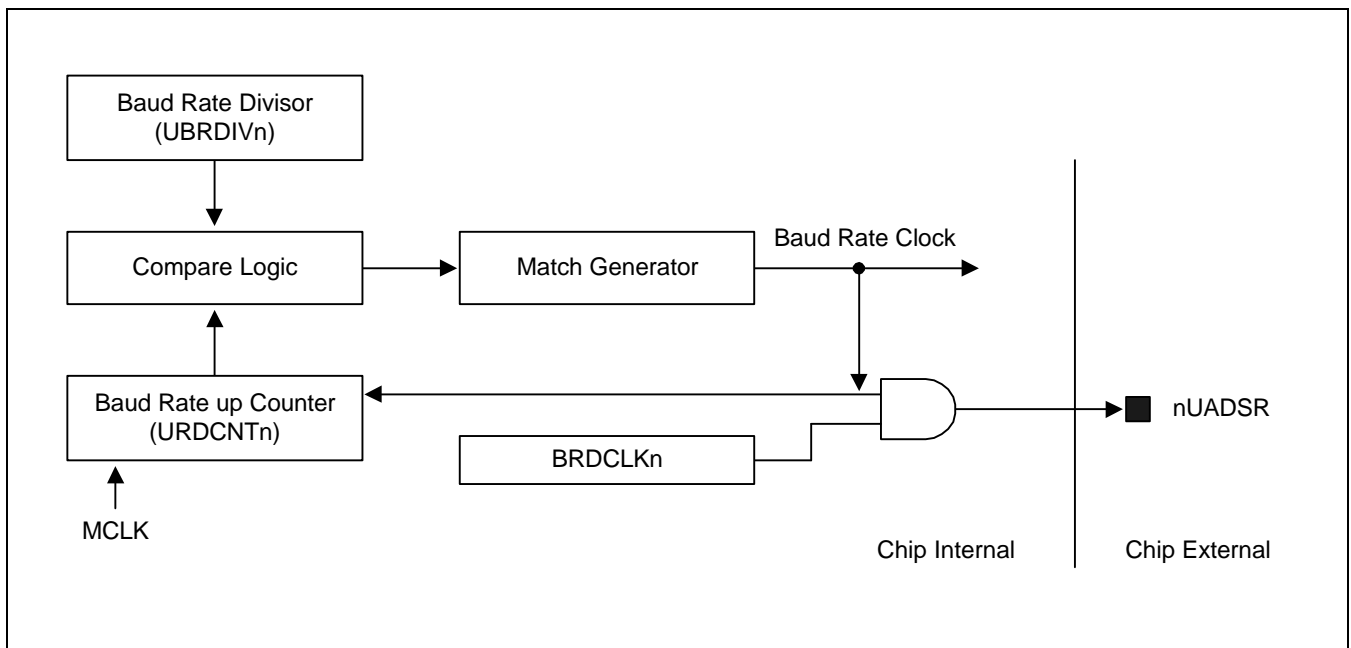 Baud Rate Divisor
(UBRDIVn)
Compare Logic
Match Generator
Baud Rate Clock
Baud Rate up Counter
(URDCNTn)
BRDCLKn
nUADSR
MCLK
Chip Internal
Chip External